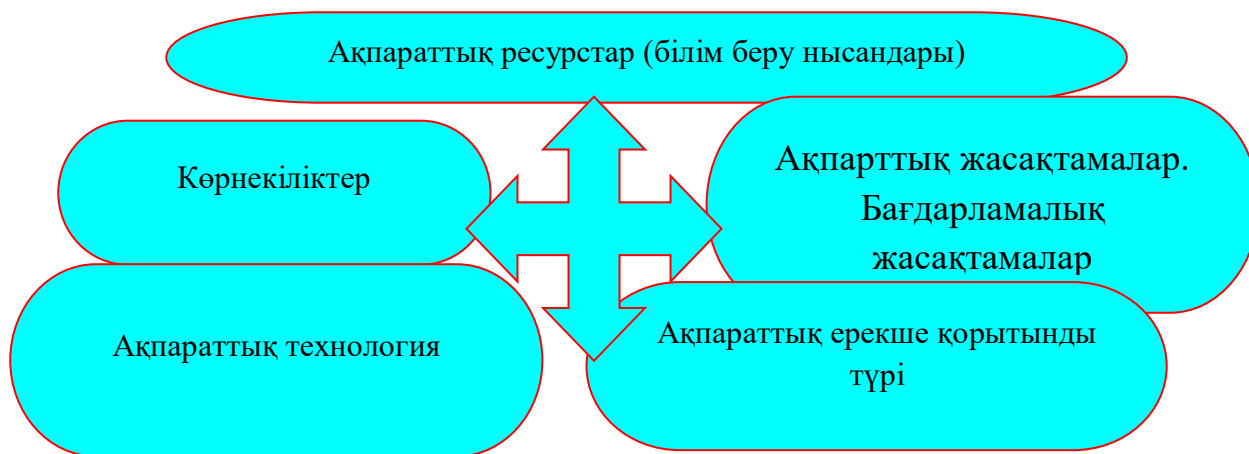 Ақпараттық ресурстар (білім беру нысандары)
Көрнекіліктер
Ақпарттық жасақтамалар.
Бағдарламалық
жасақтамалар
Ақпараттық технология
Ақпараттық ерекше қорытынды
түрі